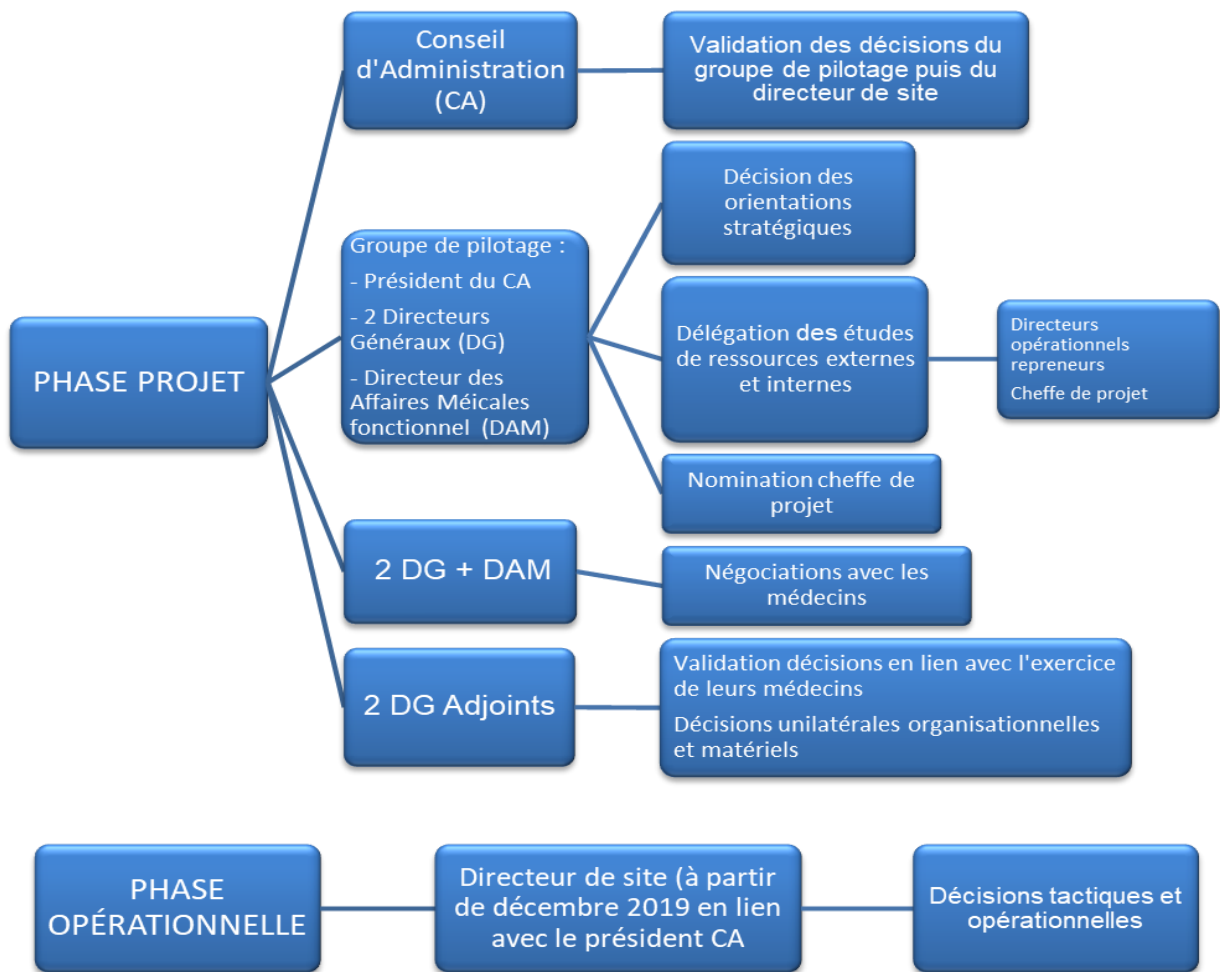 Conseil
d'Administration
(CA)
Validation des décisions du
groupe de pilotage puis du
directeur de site
PHASE PROJET
Groupe de pilotage :
- Président du CA
- 2 Directeurs
Généraux (DG)
- Directeur des
Affaires Méicales
fonctionnel (DAM)
Décision des
orientations
stratégiques
Délégation des études
de ressources externes
et internes
Directeurs
opérationnels
repreneurs
Cheffe de projet
Nomination cheffe de
projet
2 DG + DAM
Négociations avec les
médecins
2 DG Adjoints
Validation décisions en lien avec l'exercice
de leurs médecins
Décisions unilatérales organisationnelles
et matériels
PHASE
OPÉRATIONNELLE
Directeur de site (à partir
de décembre 2019 en lien
avec le président CA
Décisions tactiques et
opérationnelles